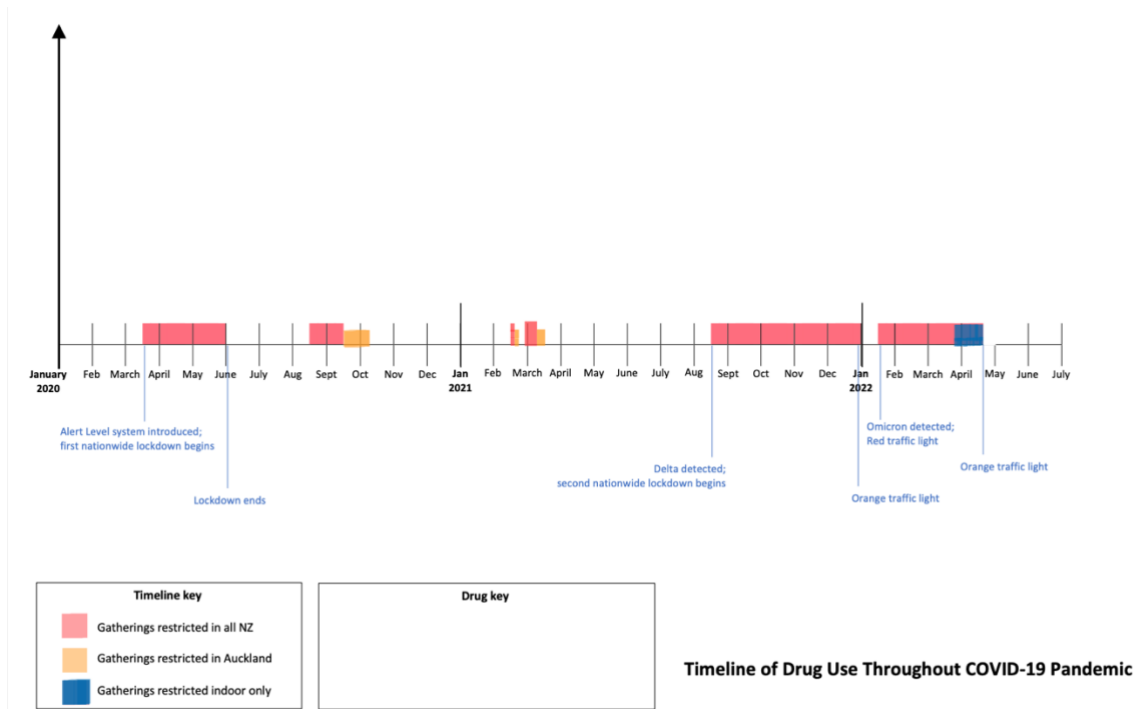 January
2020
Feb
March
April
May
June
July
Aug
Sept
Oct
Nov
Dec
Jan
2021
Feb
March
April
May
June
July
Aug
Sept
Oct
Nov
Dec
Jan
2022
Feb
March
April
May
June
July
Alert Level system introduced;
first nationwide lockdown begins
Lockdown ends
Delta detected;
second nationwide lockdown begins
Orange traffic light
Omicron detected;
Red traffic light
Orange traffic light
Timeline key
Gatherings restricted in all NZ
Gatherings restricted in Auckland
Gatherings restricted indoor only
Drug key
Timeline of Drug Use Throughout COVID-19 Pandemic